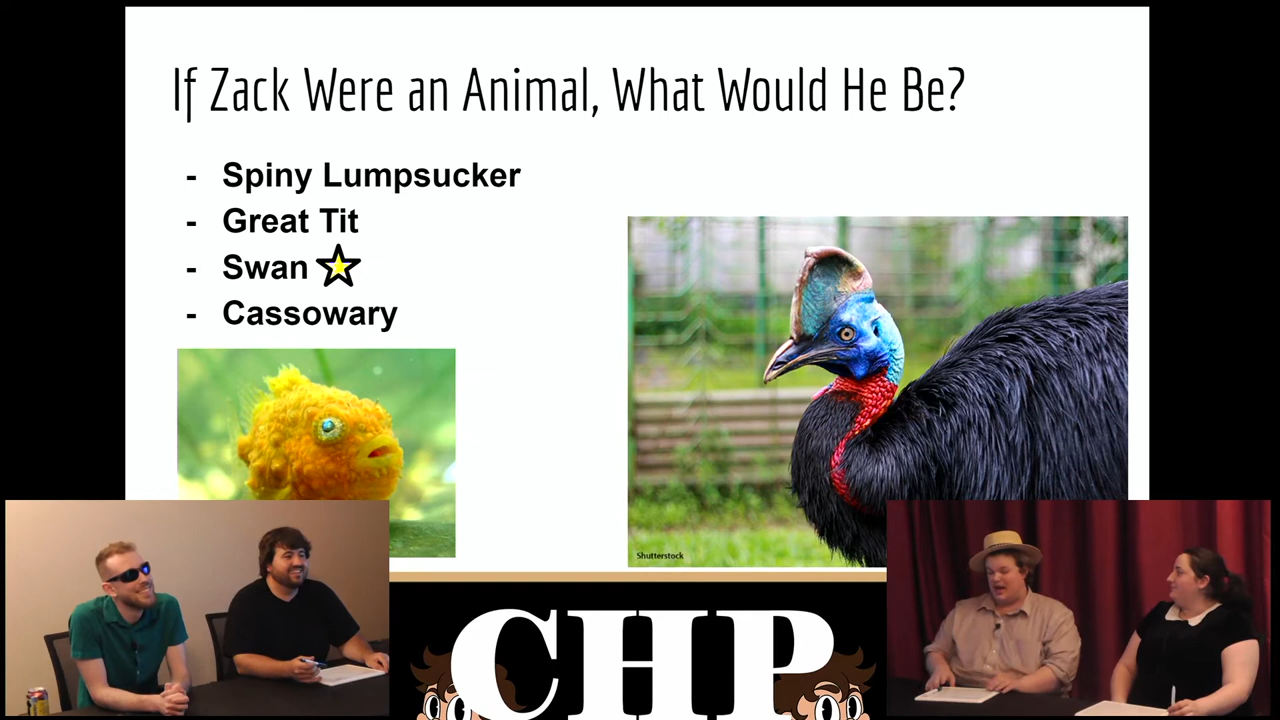 If Zack Were an Animal, What Would He Be?
- Spiny Lumpsucker
- Great Tit
- Swan
- Cassowary
Shutterstock
CHP